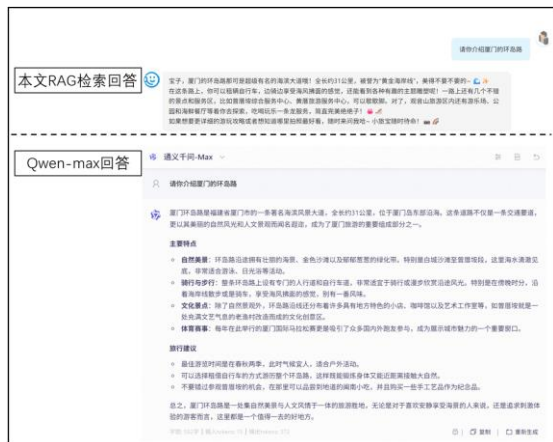 请你介绍厦门的环岛路
本文RAG检索回答
宝子，厦门的环岛路那可是超级有名的海滨大道哦！全长约31公里，被誉为“黄金海岸线”，美得不要不要的~
在这条路上，你可以租辆自行车，边骑边享受海风拂面的感觉，还能看到各种有趣的主题雕塑呢！一路上还有几个不错
的景点和服务区，比如曾厝垵综合服务中心、黄厝旅游服务中心，可以歇歇脚。对了，观音山旅游区内还有游乐场、公
园和海鲜餐厅等着你去探索，吃喝玩乐一条龙服务，简直完美绝绝子！
如果想要更详细的游玩攻略或者想知道哪里拍照最好看，随时来问我哈~ 小旅宝随时待命！
Qwen-max回答
通义千问-Max
请你介绍厦门的环岛路
厦门环岛路是福建省厦门市的一条著名海滨风景大道，全长约31公里，位于厦门岛东部沿海。这条道路不仅是一条交通要道，
更以其美丽的自然风光和人文景观而闻名遐迩，成为了厦门旅游的重要组成部分之一。
主要特点
自然美景：环岛路沿途拥有壮丽的海景、金色沙滩以及郁郁葱葱的绿化带。特别是白城沙滩至曾厝垵段，这里海水清澈见
底，非常适合游泳、日光浴等活动。
骑行与步行：整条环岛路上设有专门的人行道和自行车道，非常适宜于骑行或漫步欣赏沿途风光。特别是在傍晚时分，沿
着海岸线散步或是骑车，享受海风拂面的感觉，别有一番风味。
文化景点：除了自然景观外，环岛路沿线还分布着许多具有地方特色的小店、咖啡馆以及艺术工作室等，如曾厝垵就是一
处充满文艺气息的老渔村改造而成的文化创意区。
体育赛事：每年在此举行的厦门国际马拉松赛更是吸引了众多国内外跑友参与，成为展示城市魅力的一个重要窗口。
旅行建议
最佳游览时间是在春秋两季，此时气候宜人，适合户外活动。
可以选择租借自行车的方式游历整个环岛路，这样既能锻炼身体又能近距离接触大自然。
不要错过参观曾厝垵的机会，在那里可以品尝到地道的闽南小吃，并且购买一些手工艺品作为纪念品。
总之，厦门环岛路是一处集自然美景与人文风情于一体的旅游胜地，无论是对于喜欢安静享受海景的人来说，还是追求刺激体
验的游客而言，这里都是一个值得一去的好地方。
复制
重新生成